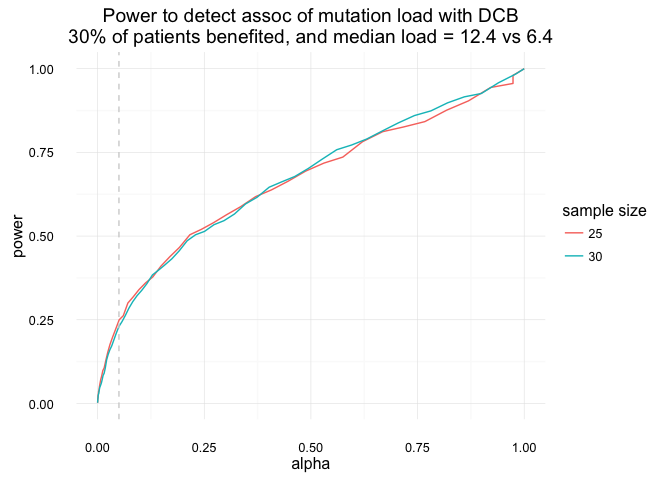 Power to detect assoc of mutation load with DCB
30% of patients benefited, and median load = 12.4 vs 6.4
1.00
0.75
0.50
0.25
0.00
power
0.00 0.25 0.50 0.75 1.00
alpha
sample size
25
30